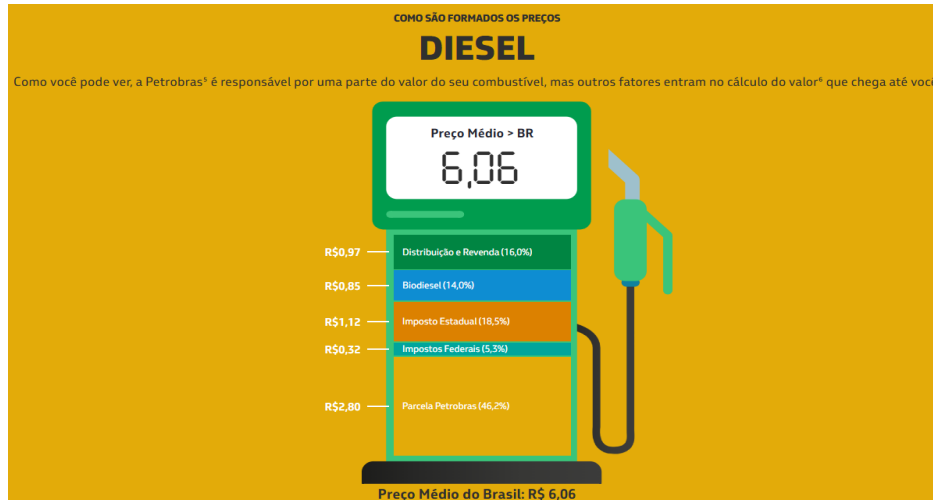 COMO SÃO FORMADOS OS PREÇOS
DIESEL
Como você pode ver, a Petrobras⁵ é responsável por uma parte do valor do seu combustível, mas outros fatores entram no cálculo do valor⁶ que chega até você
Preço Médio > BR
6,06
R$0,97 Distribuição e Revenda (16,0%)
R$0,85 Biodiesel (14,0%)
R$1,12 Imposto Estadual (18,5%)
R$0,32 Impostos Federais (5,3%)
R$2,80 Parcela Petrobras (46,2%)
Preço Médio do Brasil: R$ 6,06